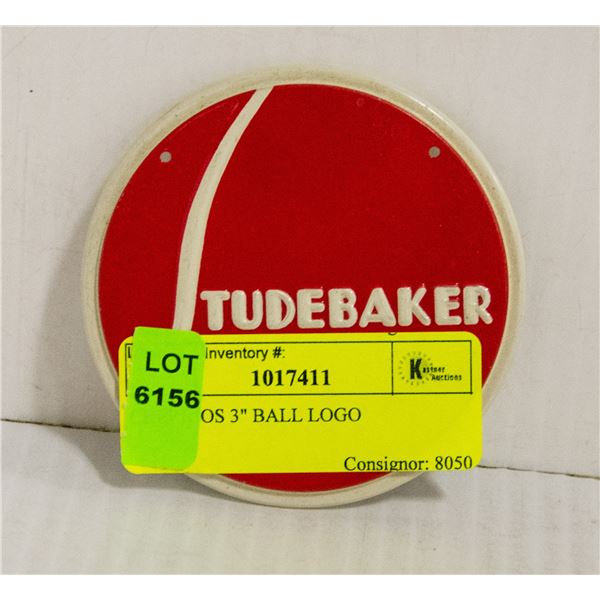 STUDEBAKER
Inventory #:
1017411
Kastner
Auctions
LOT
6156
OS 3" BALL LOGO
Consignor: 8050